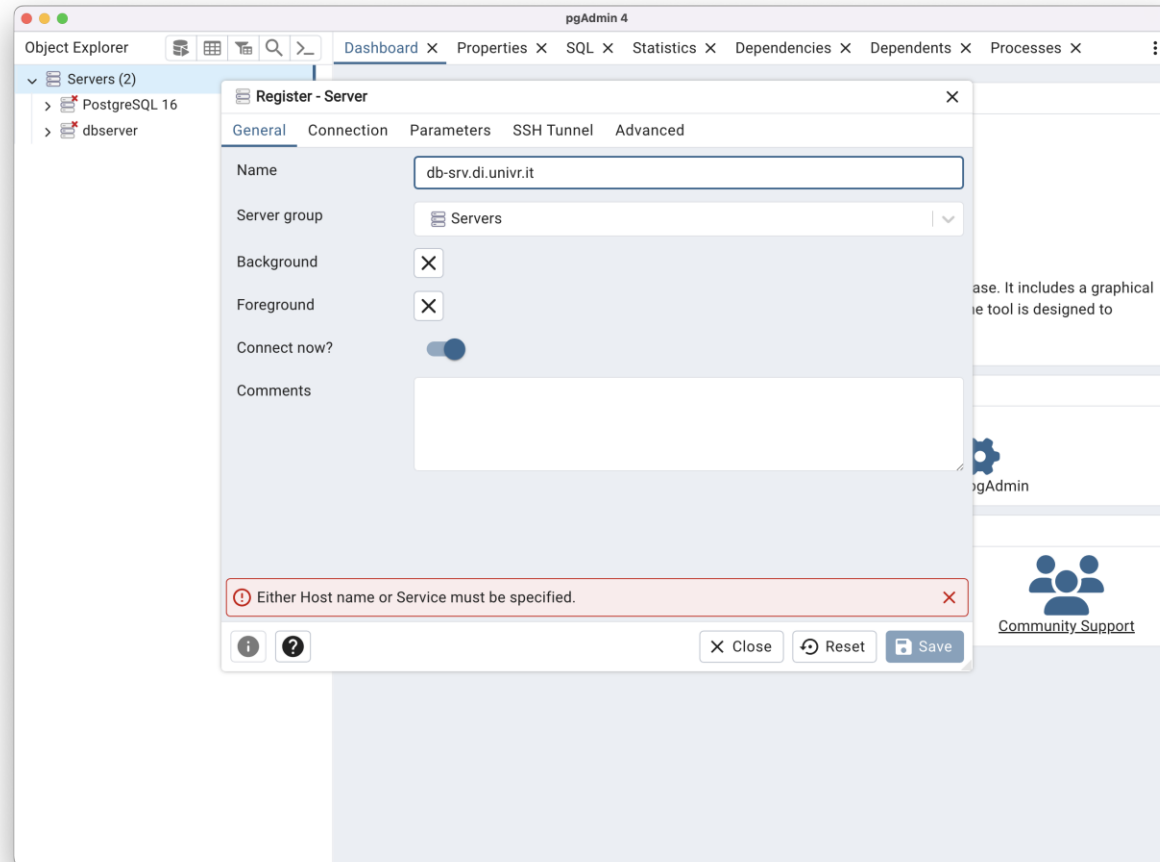 pgAdmin 4
Object Explorer
Dashboard Properties SQL Statistics Dependencies Dependents Processes
Servers (2)
PostgreSQL 16
dbserver
Register - Server
General Connection Parameters SSH Tunnel Advanced
Name
db-srv.di.univr.it
Server group
Servers
Background
Foreground
Connect now?
Comments
Either Host name or Service must be specified.
Close Reset Save
ase. It includes a graphical
e tool is designed to
pgAdmin
Community Support